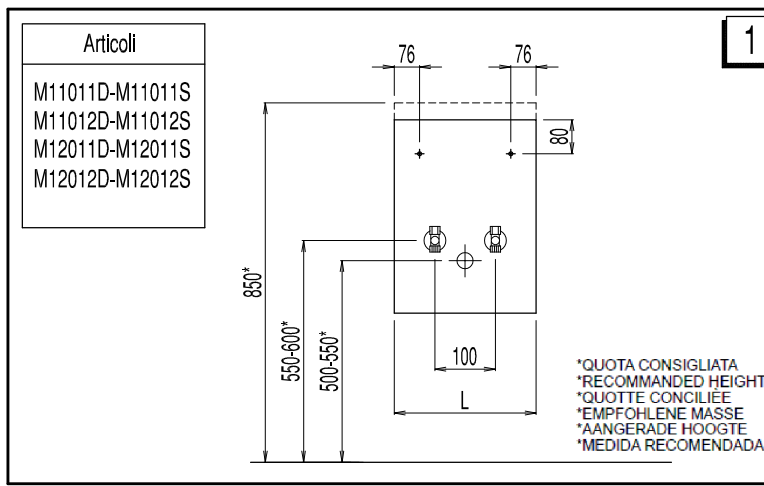 Articoli
M11011D-M11011S
M11012D-M11012S
M12011D-M12011S
M12012D-M12012S
1
76
76
80
850*
550-600*
500-550*
100
L
*QUOTA CONSIGLIATA
*RECOMMANDED HEIGHT
*QUOTTE CONCILIÉE
*EMPFOHLENE MASSE
*AANGERADE HOOGTE
*MEDIDA RECOMENDADA